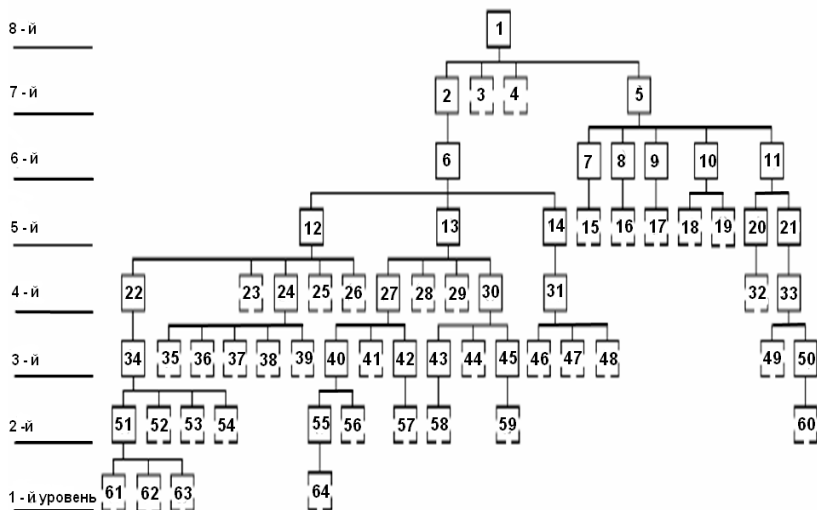 8 - й 1
7 - й 2 3 4 5
6 - й 6 7 8 9 10 11
5 - й 12 13 14 15 16 17 18 19 20 21
4 - й 22 23 24 25 26 27 28 29 30 31 32 33
3 - й 34 35 36 37 38 39 40 41 42 43 44 45 46 47 48 49 50
2 -й 51 52 53 54 55 56 57 58 59 60
1 - й уровень 61 62 63 64